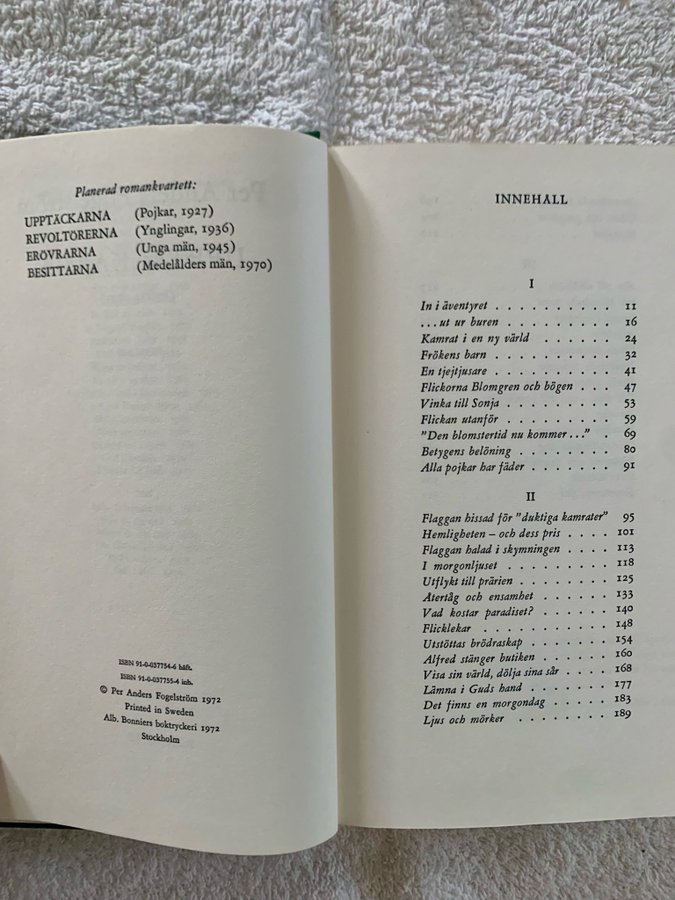 Planerad romankvartett:
UPPTÄCKARNA (Pojkar, 1927)
REVOLTÖRERNA (Ynglingar, 1936)
ERÖVRARNA (Unga män, 1945)
BESITTARNA (Medelålders män, 1970)
ISBN 91-0-037754-6 häft.
ISBN 91-0-037755-4 inb.
© Per Anders Fogelström 1972
Printed in Sweden
Alb. Bonniers boktryckeri 1972
Stockholm
INNEHALL
I
In i äventyret . . . . . . . . . . 11
...ut ur buren . . . . . . . . . 16
Kamrat i en ny värld . . . . . . 24
Frökens barn . . . . . . . . . 32
En tjejtjusare . . . . . . . . . . 41
Flickorna Blomgren och bögen . . . 47
Vinka till Sonja . . . . . . . . . 53
Flickan utanför . . . . . . . . . 59
"Den blomstertid nu kommer..." . 69
Betygens belöning . . . . . . . . 80
Alla pojkar har fäder . . . . . . . 91
II
Flaggan hissad för "duktiga kamrater" 95
Hemligheten – och dess pris . . . . 101
Flaggan halad i skymningen . . . . 113
I morgonljuset . . . . . . . . . . 118
Utflykt till prärien . . . . . . . . 125
Återtåg och ensamhet . . . . . . 133
Vad kostar paradiset? . . . . . . 140
Flicklekar . . . . . . . . . . . 148
Utstöttas brödraskap . . . . . . . 154
Alfred stänger butiken . . . . . . 160
Visa sin värld, dölja sina sår . . . . 168
Lämna i Guds hand . . . . . . . 177
Det finns en morgondag . . . . . 183
Ljus och mörker . . . . . . . . 189